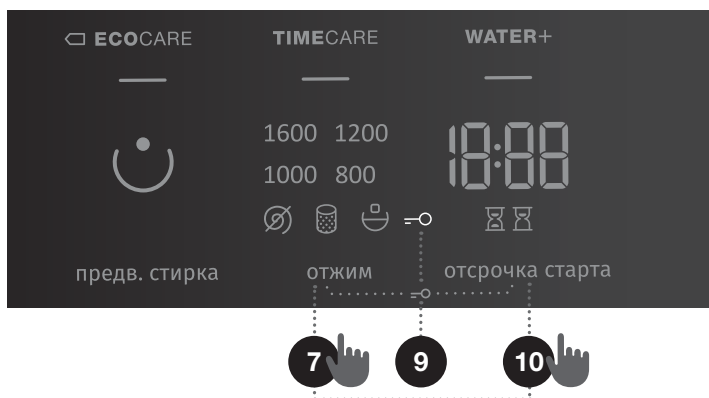 ECOCARE TIMECARE WATER+
1600 1200
1000 800
18:88
предв. стирка отжим отсрочка старта
7 9 10